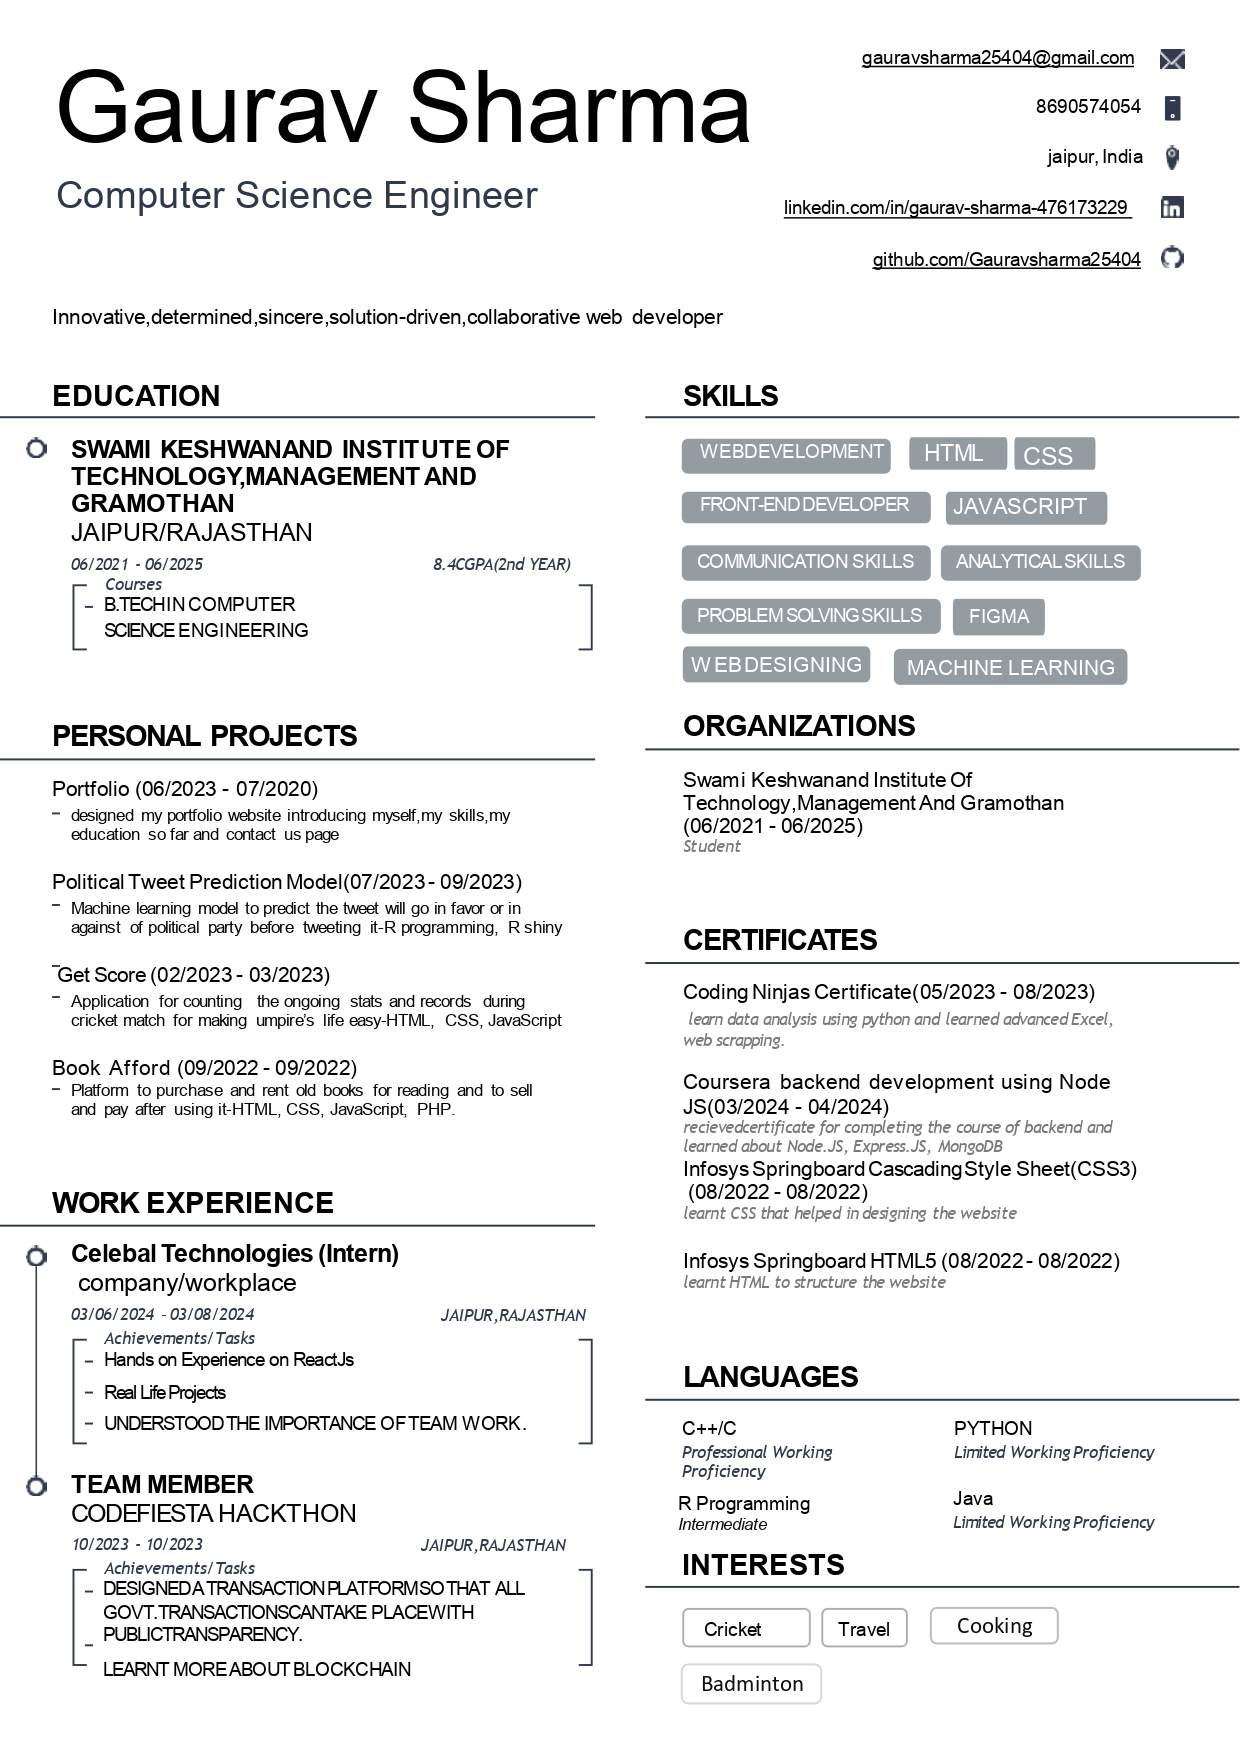 Gaurav Sharma
Computer Science Engineer
gauravsharma25404@gmail.com
8690574054
jaipur, India
linkedin.com/in/gaurav-sharma-476173229
github.com/Gauravsharma25404
Innovative,determined,sincere,solution-driven,collaborative web developer
EDUCATION
SWAMI KESHWANAND INSTITUTE OF
TECHNOLOGY,MANAGEMENT AND
GRAMOTHAN
JAIPUR/RAJASTHAN
06/2021 - 06/2025 8.4CGPA(2nd YEAR)
Courses
- B.TECH IN COMPUTER
SCIENCE ENGINEERING
PERSONAL PROJECTS
Portfolio (06/2023 - 07/2020)
- designed my portfolio website introducing myself,my skills,my
education so far and contact us page
Political Tweet Prediction Model(07/2023 - 09/2023)
- Machine learning model to predict the tweet will go in favor or in
against of political party before tweeting it-R programming, R shiny
- Get Score (02/2023 - 03/2023)
- Application for counting the ongoing stats and records during
cricket match for making umpire's life easy-HTML, CSS, JavaScript
Book Afford (09/2022 - 09/2022)
- Platform to purchase and rent old books for reading and to sell
and pay after using it-HTML, CSS, JavaScript, PHP.
WORK EXPERIENCE
Celebal Technologies (Intern)
company/workplace
03/06/2024 - 03/08/2024 JAIPUR,RAJASTHAN
Achievements/Tasks
- Hands on Experience on ReactJs
- Real Life Projects
- UNDERSTOOD THE IMPORTANCE OF TEAM WORK.
TEAM MEMBER
CODEFIESTA HACKTHON
10/2023 - 10/2023 JAIPUR,RAJASTHAN
Achievements/Tasks
- DESIGNED A TRANSACTION PLATFORM SO THAT ALL
GOVT.TRANSACTIONS CAN TAKE PLACE WITH
PUBLIC TRANSPARENCY.
- LEARNT MORE ABOUT BLOCKCHAIN
SKILLS
WEBDEVELOPMENT HTML CSS
FRONT-END DEVELOPER JAVASCRIPT
COMMUNICATION SKILLS ANALYTICAL SKILLS
PROBLEM SOLVING SKILLS FIGMA
WEB DESIGNING MACHINE LEARNING
ORGANIZATIONS
Swami Keshwanand Institute Of
Technology,Management And Gramothan
(06/2021 - 06/2025)
Student
CERTIFICATES
Coding Ninjas Certificate(05/2023 - 08/2023)
learn data analysis using python and learned advanced Excel,
web scrapping.
Coursera backend development using Node
JS(03/2024 - 04/2024)
recievedcertificate for completing the course of backend and
learned about Node.JS, Express.JS, MongoDB
Infosys Springboard Cascading Style Sheet(CSS3)
(08/2022 - 08/2022)
learnt CSS that helped in designing the website
Infosys Springboard HTML5 (08/2022 - 08/2022)
learnt HTML to structure the website
LANGUAGES
C++/C PYTHON
Professional Working Limited Working Proficiency
Proficiency
R Programming Java
Intermediate Limited Working Proficiency
INTERESTS
Cricket Travel Cooking
Badminton